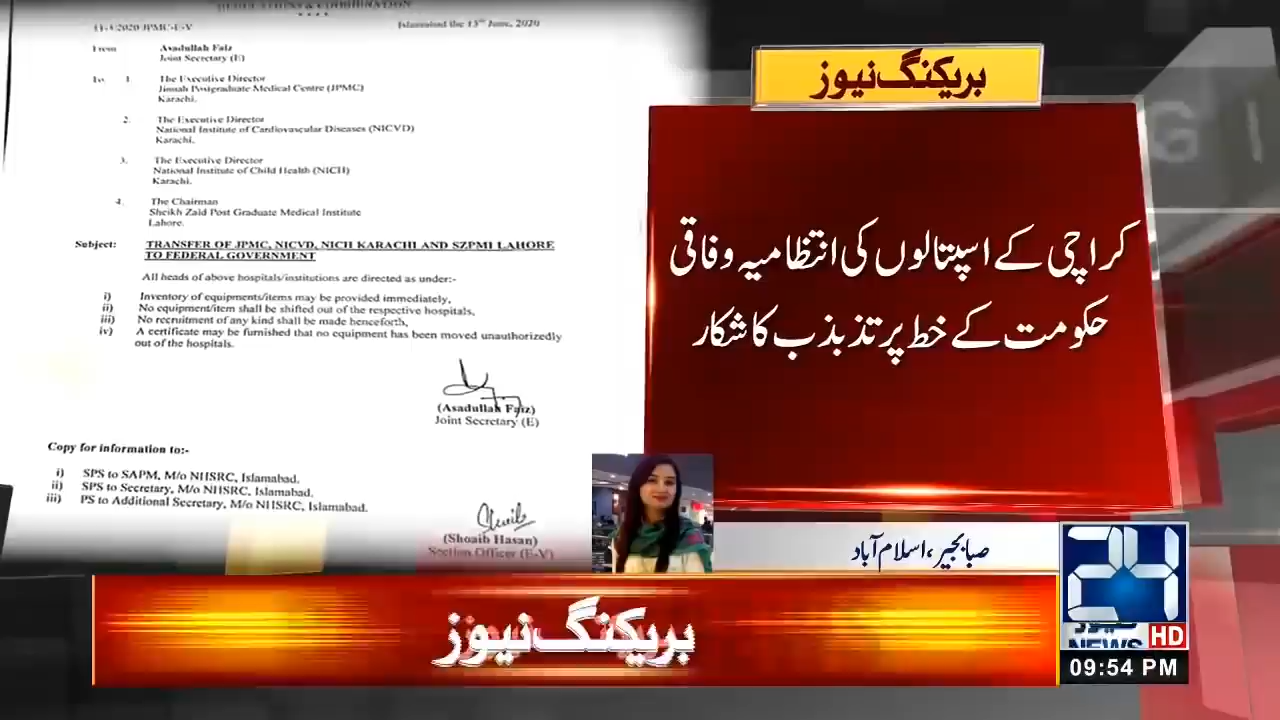 REGULATIONS & COORDINATION
Islamabad the 13th June, 2020
From
Asadullah Faiz
Joint Secretary (E)
To
1. The Executive Director
Jinnah Postgraduate Medical Centre (JPMC)
Karachi.
2. The Executive Director
National Institute of Cardiovascular Diseases (NICVD)
Karachi.
3. The Executive Director
National Institute of Child Health (NICH)
Karachi.
4. The Chairman
Sheikh Zaid Post Graduate Medical Institute
Lahore.
Subject: TRANSFER OF JPMC, NICVD, NICH KARACHI AND SZPMI LAHORE
TO FEDERAL GOVERNMENT
All heads of above hospitals/institutions are directed as under:-
i) Inventory of equipments/items may be provided immediately,
ii) No equipment/item shall be shifted out of the respective hospitals,
iii) No recruitment of any kind shall be made henceforth,
iv) A certificate may be furnished that no equipment has been moved unauthorizedly
out of the hospitals.
(Asadullah Faiz)
Joint Secretary (E)
Copy for information to:-
i) SPS to SAPM, M/o NHSRC, Islamabad.
ii) SPS to Secretary, M/o NHSRC, Islamabad.
iii) PS to Additional Secretary, M/o NHSRC, Islamabad.
(Shoaib Hasan)
Section Officer (E-V)
بریکنگ نیوز
کراچی کے اسپتالوں کی انتظامیہ وفاقی
حکومت کے خط پر تذبذب کا شکار
صبا بجیر، اسلام آباد
بریکنگ نیوز
24
NEWS HD
09:54 PM